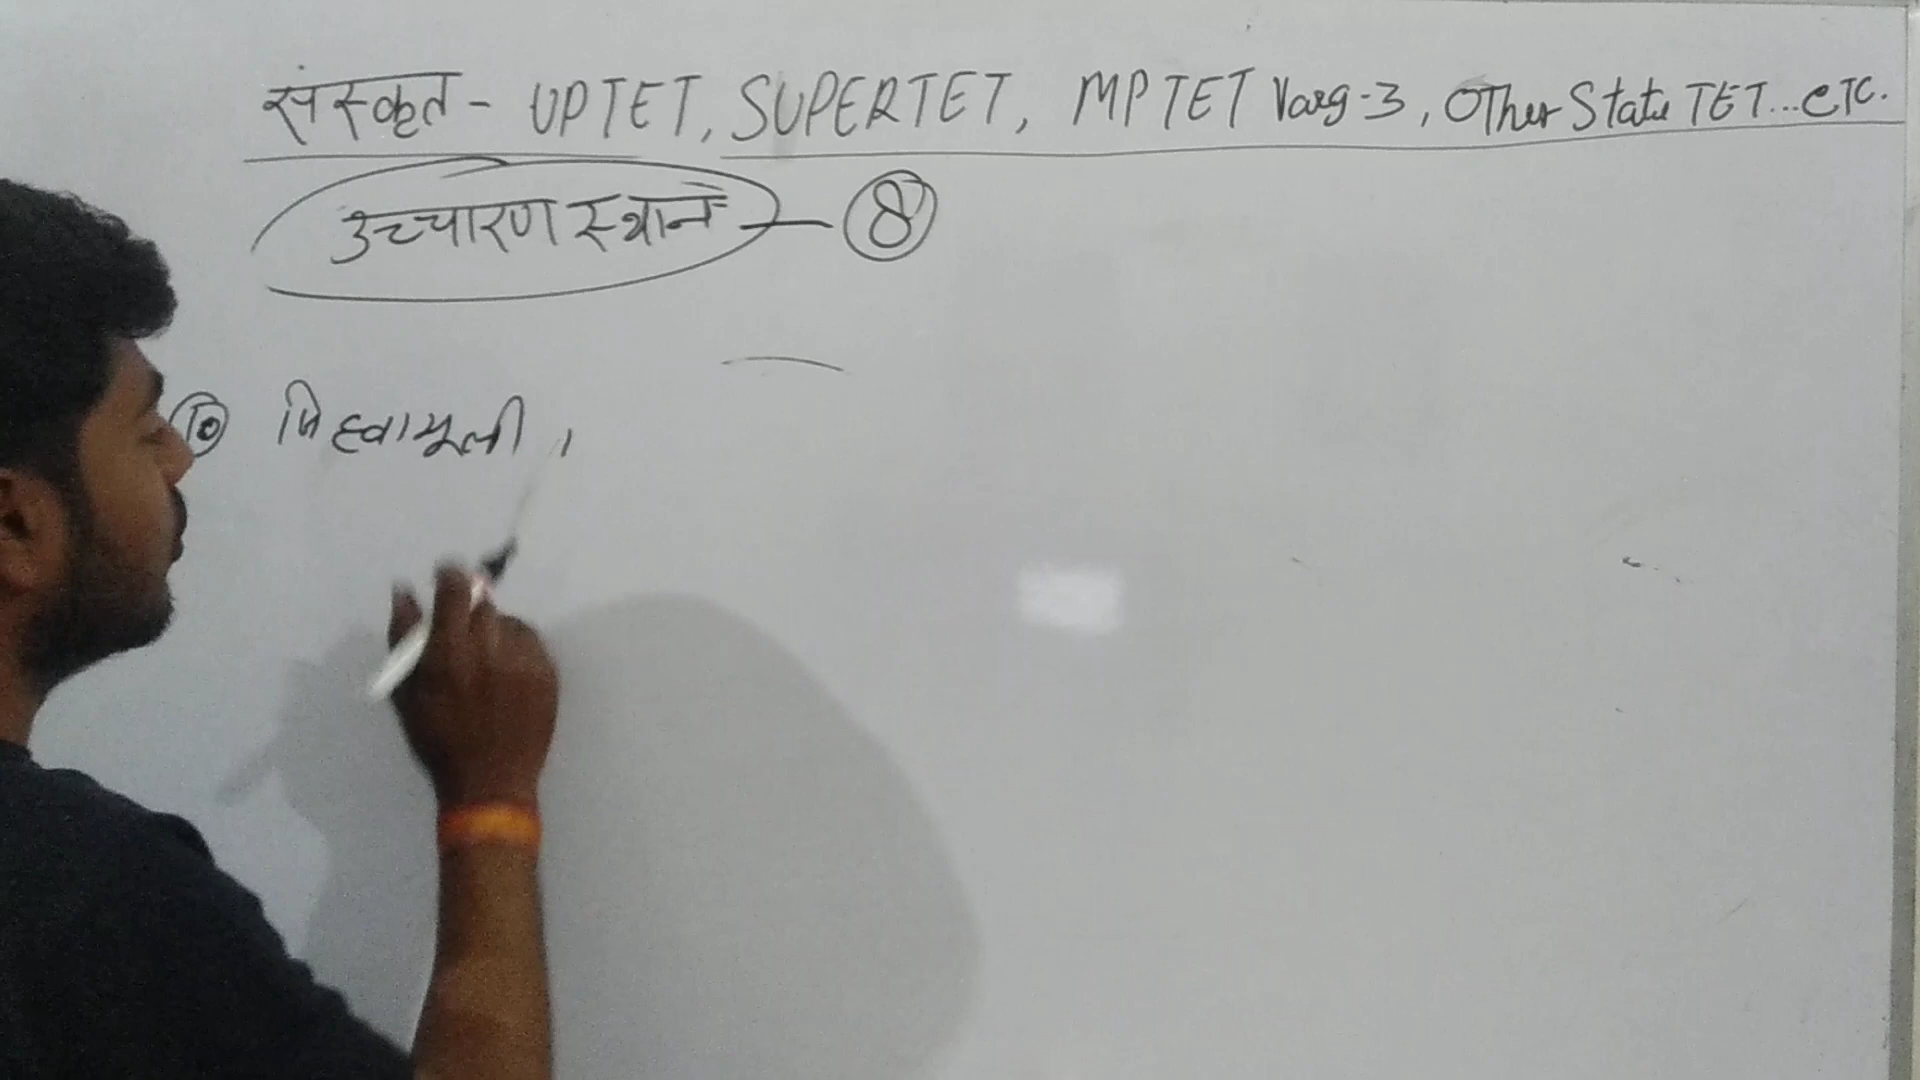 संस्कृत - UPTET, SUPERTET, MPTET Varg-3, Other State TET...etc.
उच्चारण स्थान - 8
10 जिह्वामूली